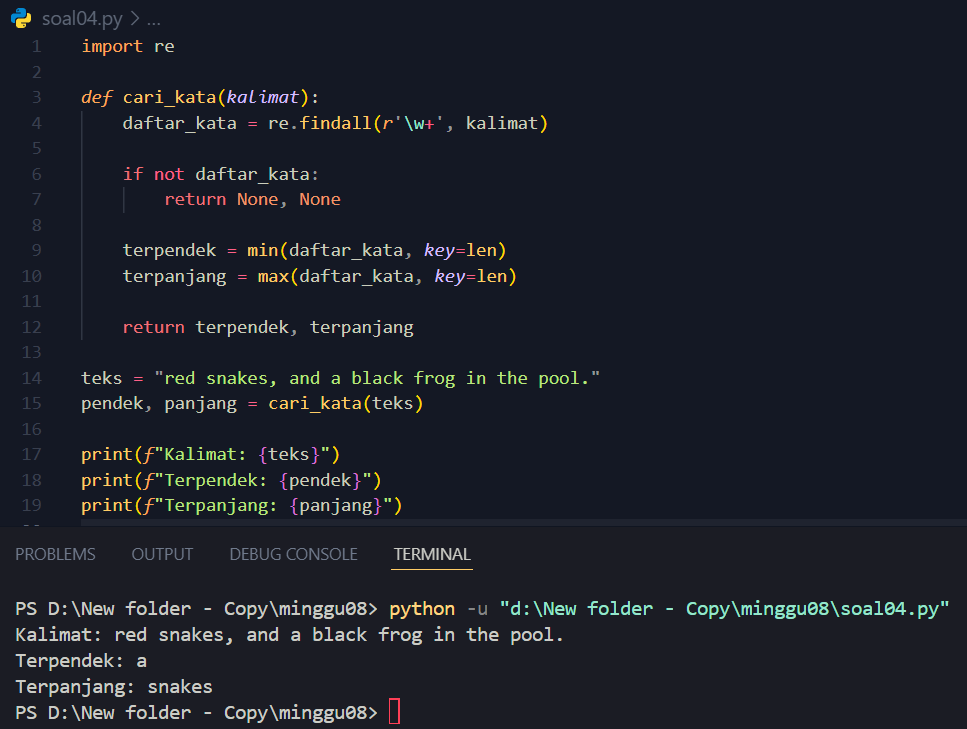 soal04.py > ...
1 import re
2
3 def cari_kata(kalimat):
4     daftar_kata = re.findall(r'\w+', kalimat)
5
6     if not daftar_kata:
7         return None, None
8
9     terpendek = min(daftar_kata, key=len)
10     terpanjang = max(daftar_kata, key=len)
11
12     return terpendek, terpanjang
13
14 teks = "red snakes, and a black frog in the pool."
15 pendek, panjang = cari_kata(teks)
16
17 print(f"Kalimat: {teks}")
18 print(f"Terpendek: {pendek}")
19 print(f"Terpanjang: {panjang}")
PROBLEMS OUTPUT DEBUG CONSOLE TERMINAL
PS D:\New folder - Copy\minggu08> python -u "d:\New folder - Copy\minggu08\soal04.py"
Kalimat: red snakes, and a black frog in the pool.
Terpendek: a
Terpanjang: snakes
PS D:\New folder - Copy\minggu08>